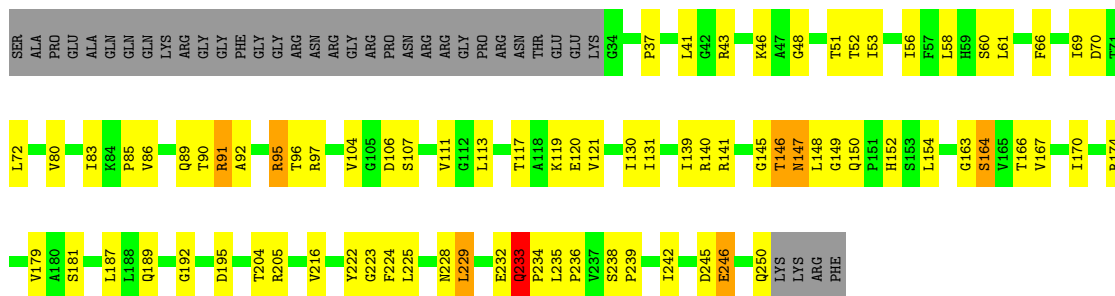 SER ALA PRO GLU ALA GLN GLN GLN LYS ARG GLY GLY PHE GLY GLY ARG ASN ARG GLY ARG PRO ASN ARG ARG GLY PRO ARG ASN THR GLU GLU LYS G34 P37 L41 G42 R43 K46 A47 G48 T51 T52 I53 I56 F57 L58 H59 S60 L61 F66 I69 D70 T71
L72 V80 I83 K84 P85 V86 Q89 T90 R91 A92 R95 T96 R97 V104 G105 D106 S107 V111 G112 L113 T117 A118 K119 E120 V121 I130 I131 I139 R140 R141 G145 T146 N147 L148 G149 Q150 P151 H152 S153 L154 G163 S164 V165 T166 V167 I170
V179 A180 S181 L187 L188 Q189 G192 D195 T204 R205 V216 Y222 G223 F224 L225 N228 L229 E232 Q233 P234 L235 P236 V237 S238 P239 I242 D245 E246 Q250 LYS LYS ARG PHE